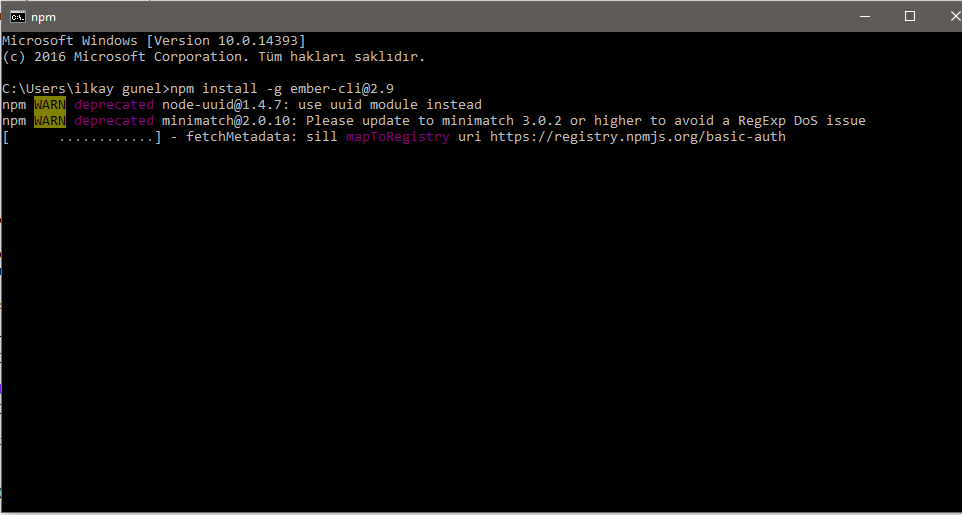 npm
Microsoft Windows [Version 10.0.14393]
(c) 2016 Microsoft Corporation. Tüm hakları saklıdır.
C:\Users\ilkay gunel>npm install -g ember-cli@2.9
npm WARN deprecated node-uuid@1.4.7: use uuid module instead
npm WARN deprecated minimatch@2.0.10: Please update to minimatch 3.0.2 or higher to avoid a RegExp DoS issue
[      ............] - fetchMetadata: sill mapToRegistry uri https://registry.npmjs.org/basic-auth